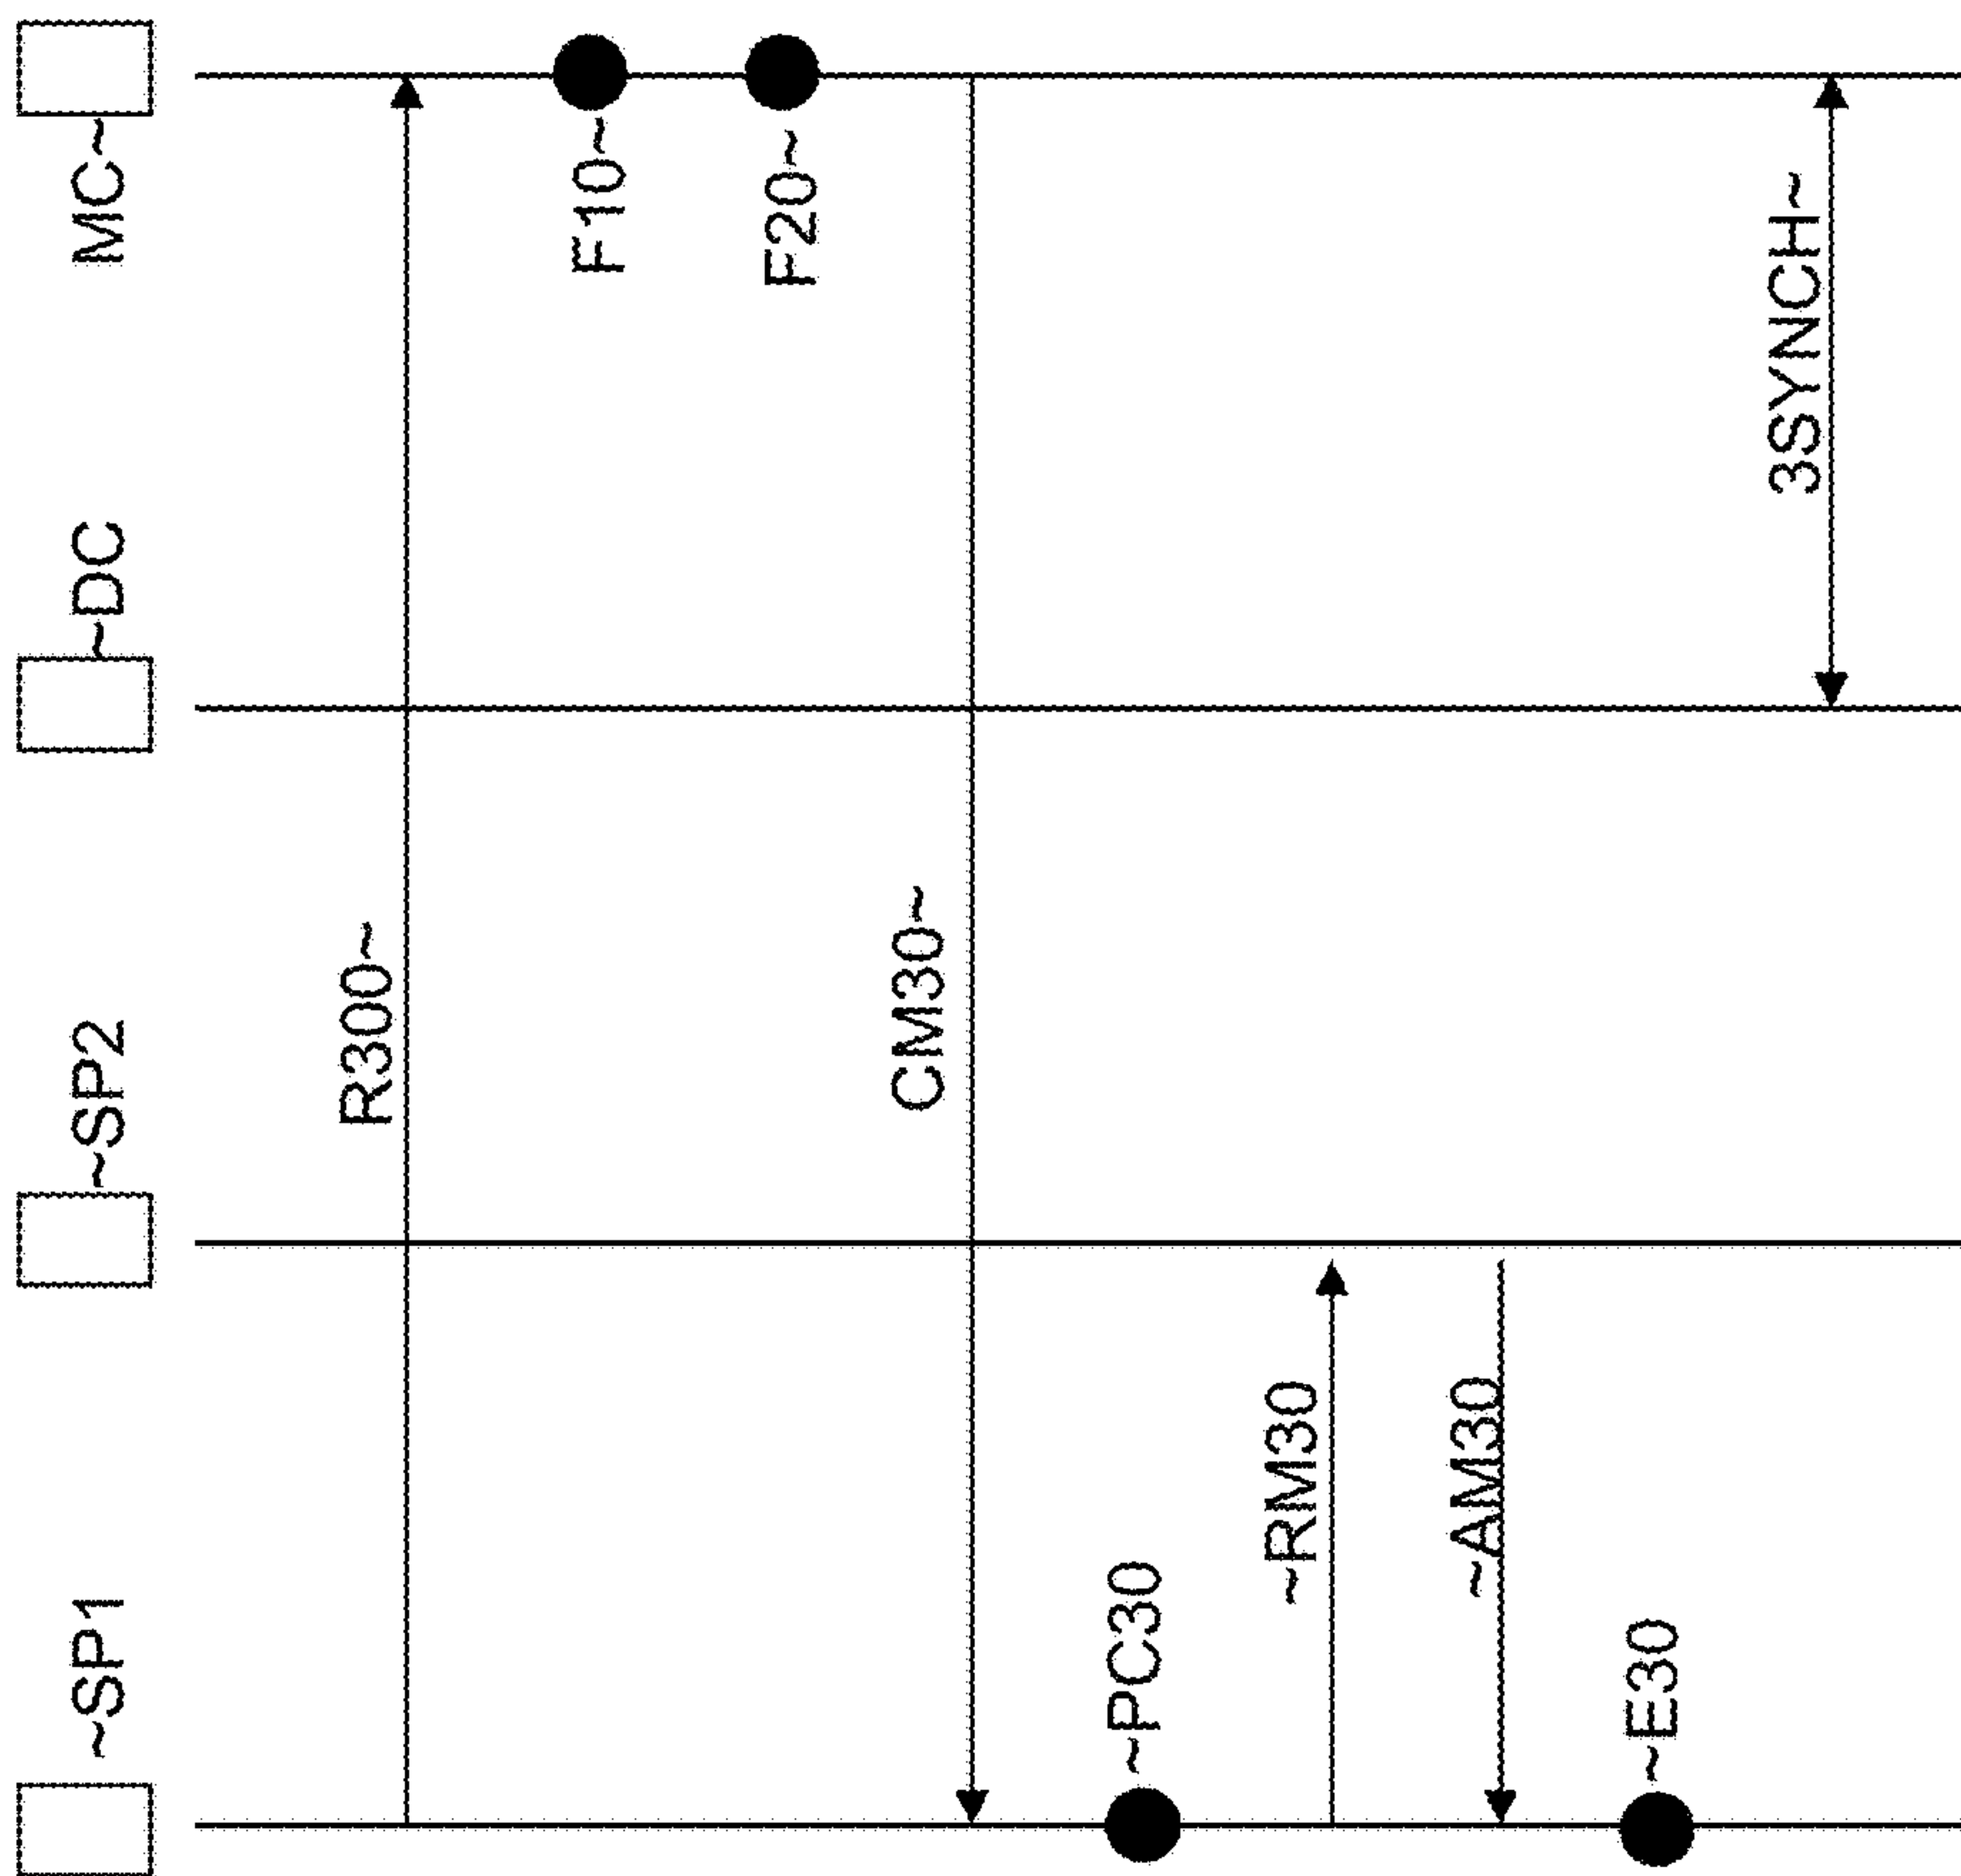 ~SP1
~SP2
~DC
MC~
R300~
F10~
F20~
CM30~
~PC30
~RM30
~AM30
~E30
3SYNCH~